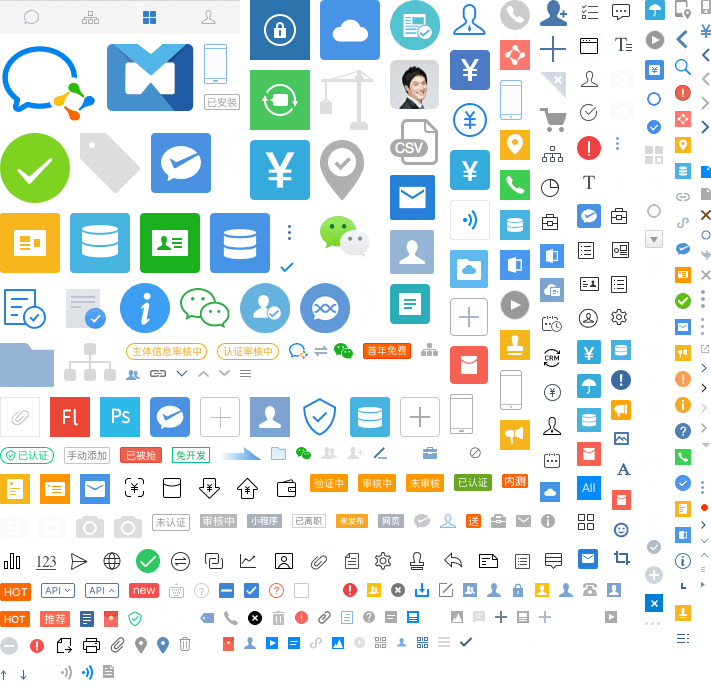 已安装
CSV
主体信息审核中 认证审核中 首年免费
CRM
Fl Ps
已认证 手动添加 已被抢 免开发
验证中 审核中 未审核 已认证 内测
All
未认证 审核中 小程序 已离职 未发布 网页 送
123
HOT API API new
HOT 推荐